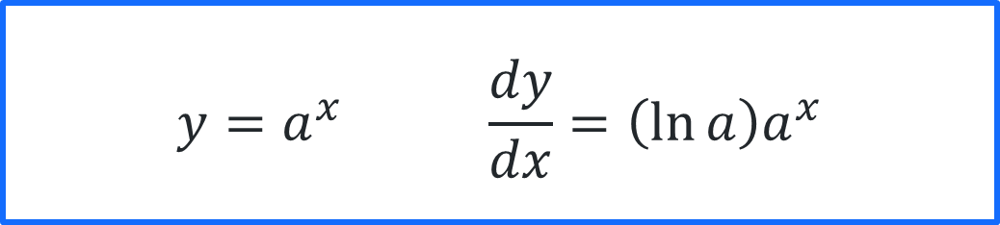 y = a^x    dy/dx = (ln a)a^x